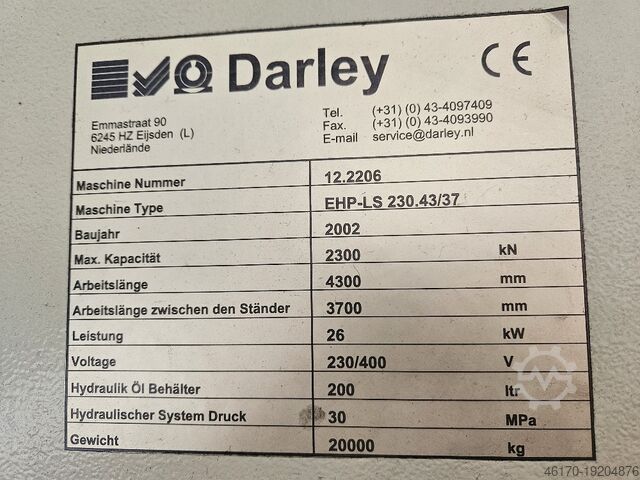 Darley CE
Emmastraat 90
6245 HZ Eijsden (L)
Niederlände
Tel. (+31) (0) 43-4097409
Fax. (+31) (0) 43-4093990
E-mail service@darley.nl
Maschine Nummer 12.2206
Maschine Type EHP-LS 230.43/37
Baujahr 2002
Max. Kapacität 2300 kN
Arbeitslänge 4300 mm
Arbeitslänge zwischen den Ständer 3700 mm
Leistung 26 kW
Voltage 230/400 V
Hydraulik Öl Behälter 200 ltr
Hydraulischer System Druck 30 MPa
Gewicht 20000 kg
46170-19204876